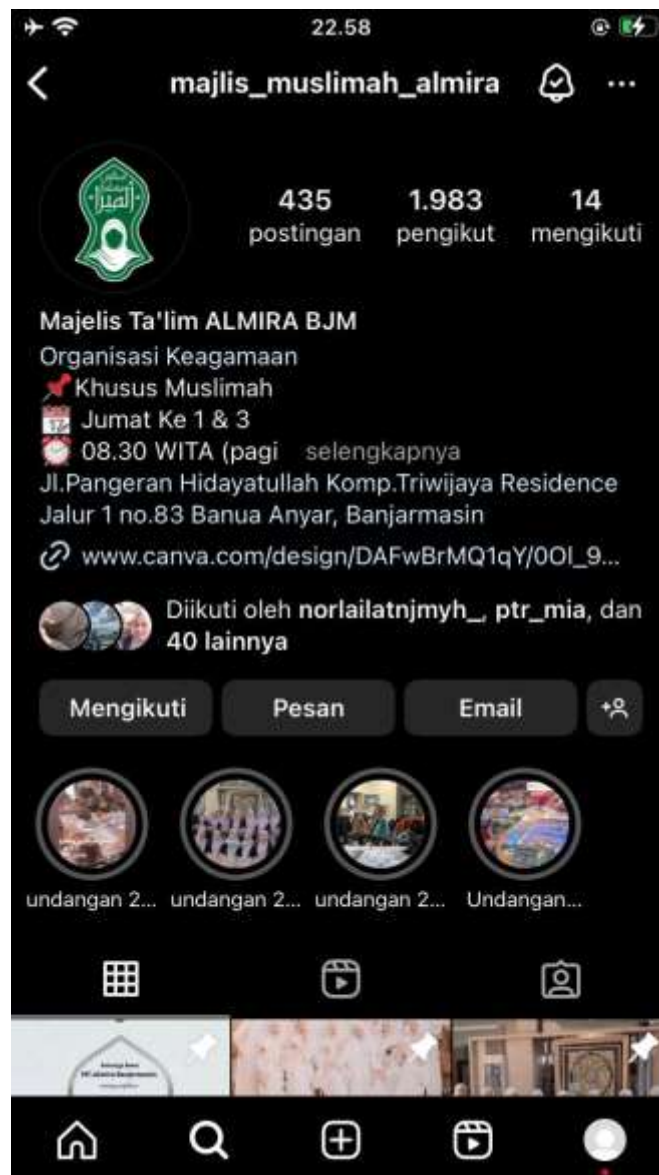 22.58
majlis_muslimah_almira
المیرا
435
1.983
14
postingan
pengikut
mengikuti
Majelis Ta'lim ALMIRA BJM
Organisasi Keagamaan
Khusus Muslimah
Jumat Ke 1 & 3
08.30 WITA (pagi selengkapnya
Jl.Pangeran Hidayatullah Komp.Triwijaya Residence
Jalur 1 no.83 Banua Anyar, Banjarmasin
www.canva.com/design/DAFwBrMQ1qY/0OI_9...
Diikuti oleh norlailatnjmyh_, ptr_mia, dan
40 lainnya
Mengikuti
Pesan
Email
undangan 2...
undangan 2...
undangan 2...
Undangan...